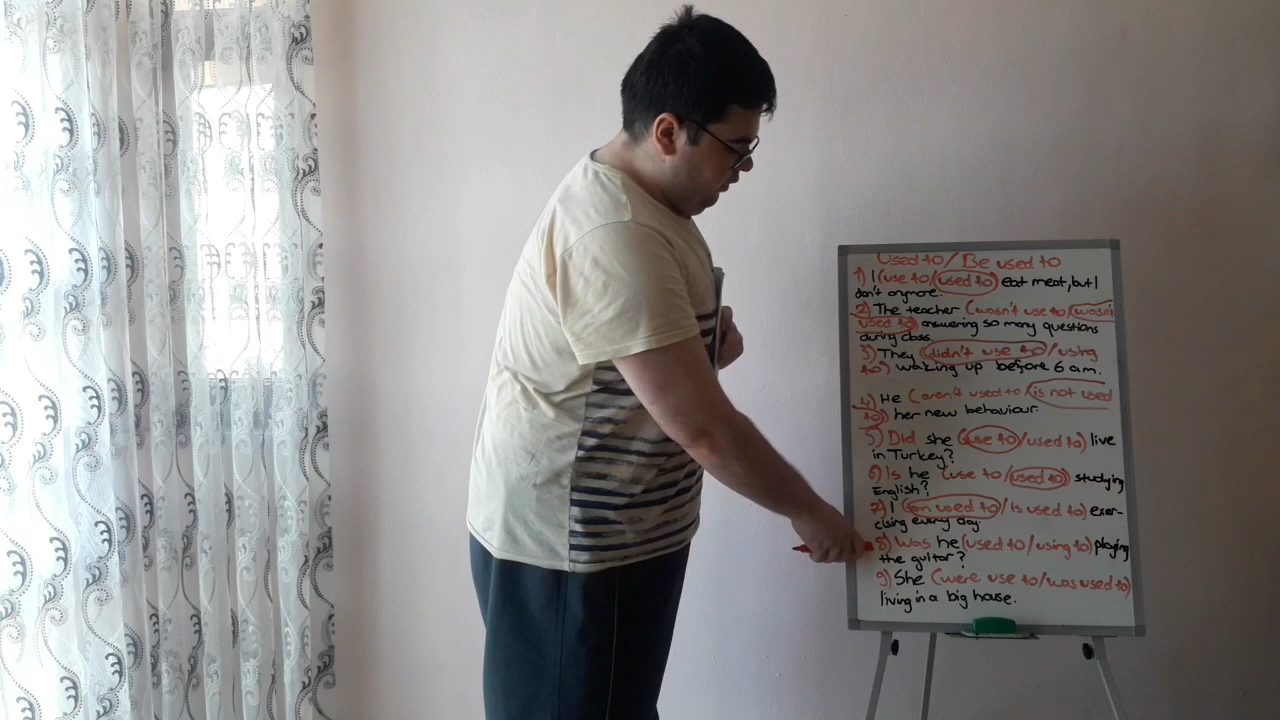 Used to/Be used to
1) I (use to/used to) eat meat, but I
don't anymore.
2) The teacher (wasn't use to/wasn't
used to) answering so many questions
during class.
3) They (didn't use to/using
to) waking up before 6 am.
4) He (aren't used to/is not used
to) her new behaviour.
5) Did she (use to/used to) live
in Turkey?
6) Is he (use to/used to) studying
English?
7) I (am used to/is used to) exer-
cising every day.
8) Was he (used to/using to) playing
the guitar?
9) She (were use to/was used to)
living in a big house.